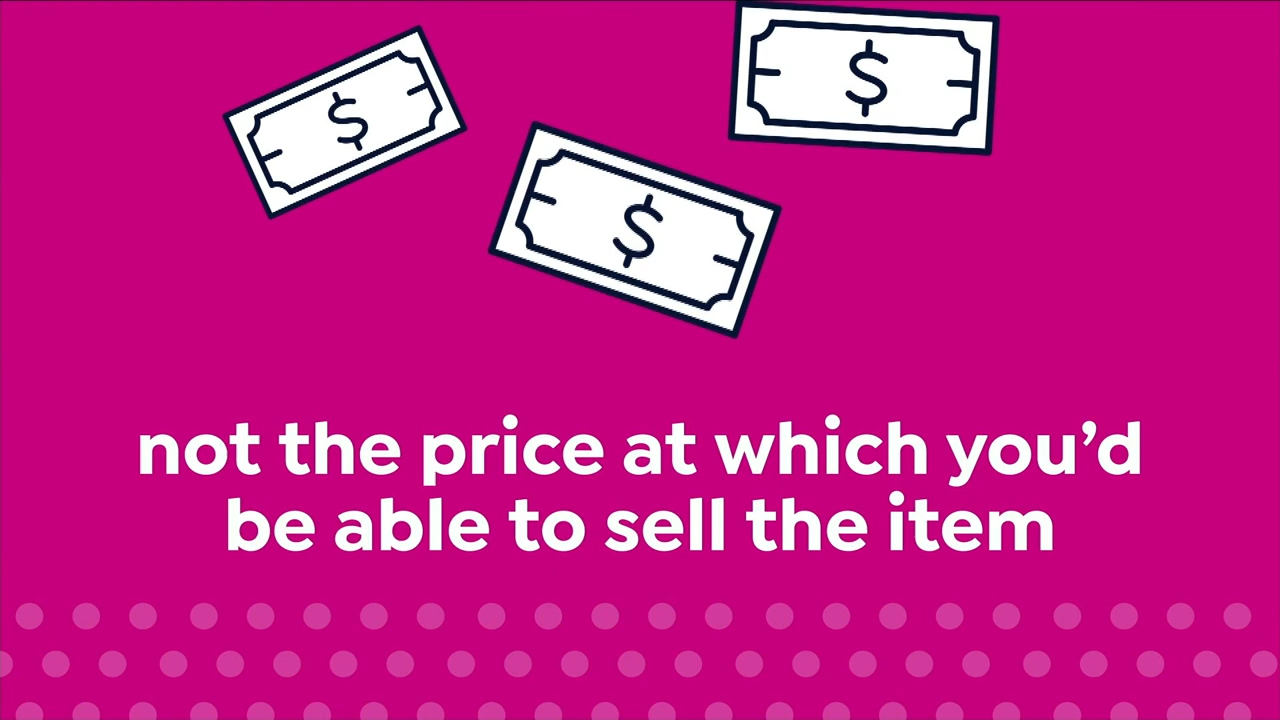 $
$
$
not the price at which you’d
be able to sell the item